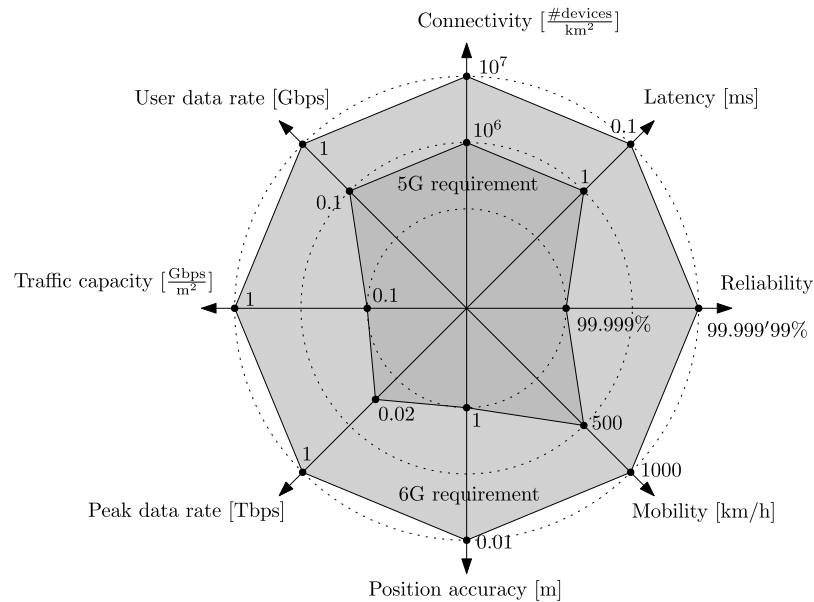 Connectivity [#devices/km²]
10⁷
User data rate [Gbps]
Latency [ms]
1
0.1
10⁶
5G requirement
1
0.1
Traffic capacity [Gbps/m²]
Reliability
1
0.1
99.999%
99.999′99%
0.02
1
500
1
1000
6G requirement
Peak data rate [Tbps]
Mobility [km/h]
0.01
Position accuracy [m]